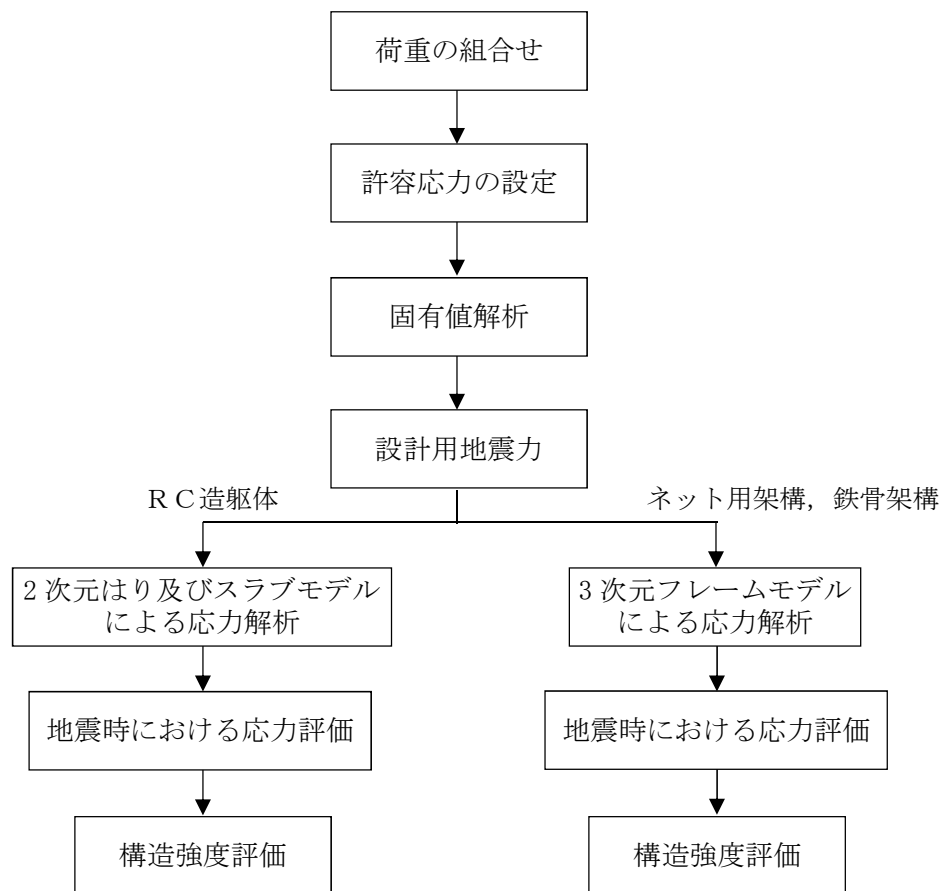 荷重の組合せ
許容応力の設定
固有値解析
設計用地震力
ＲＣ造躯体
ネット用架構，鉄骨架構
２次元はり及びスラブモデル
による応力解析
３次元フレームモデル
による応力解析
地震時における応力評価
地震時における応力評価
構造強度評価
構造強度評価